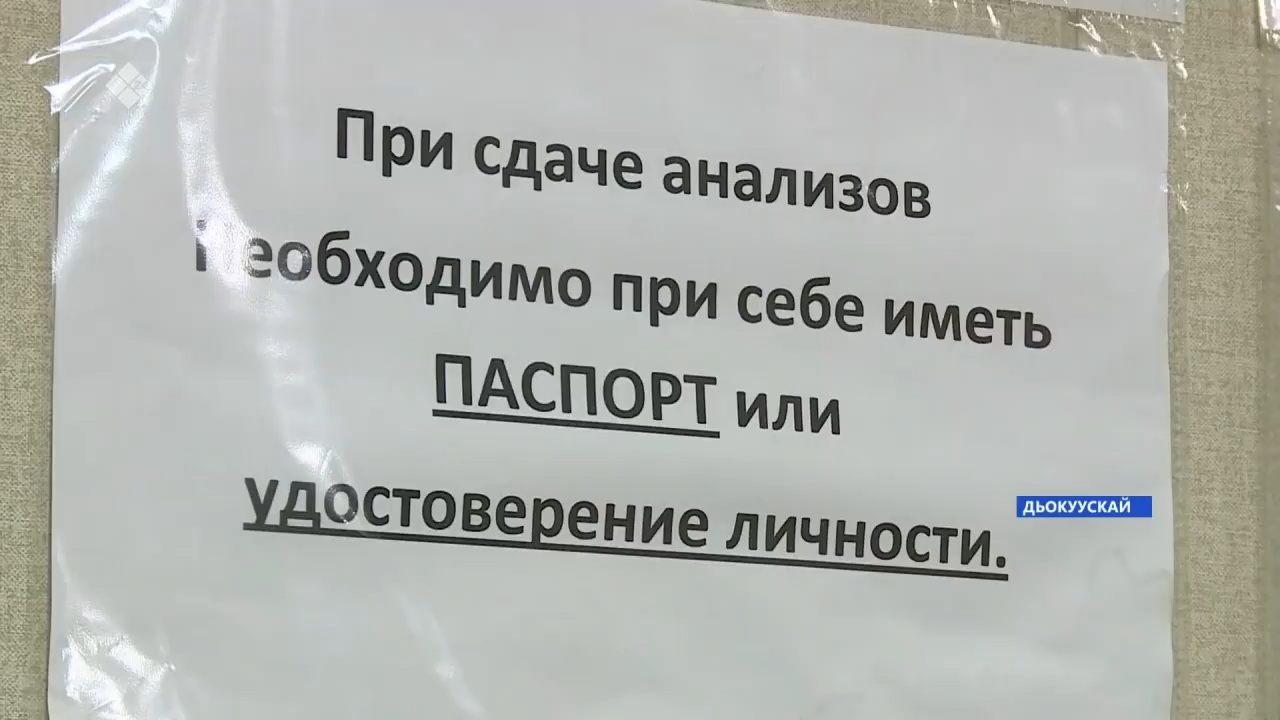 При сдаче анализов
Необходимо при себе иметь
ПАСПОРТ или
удостоверение личности.
ДЬОКУУСКАЙ